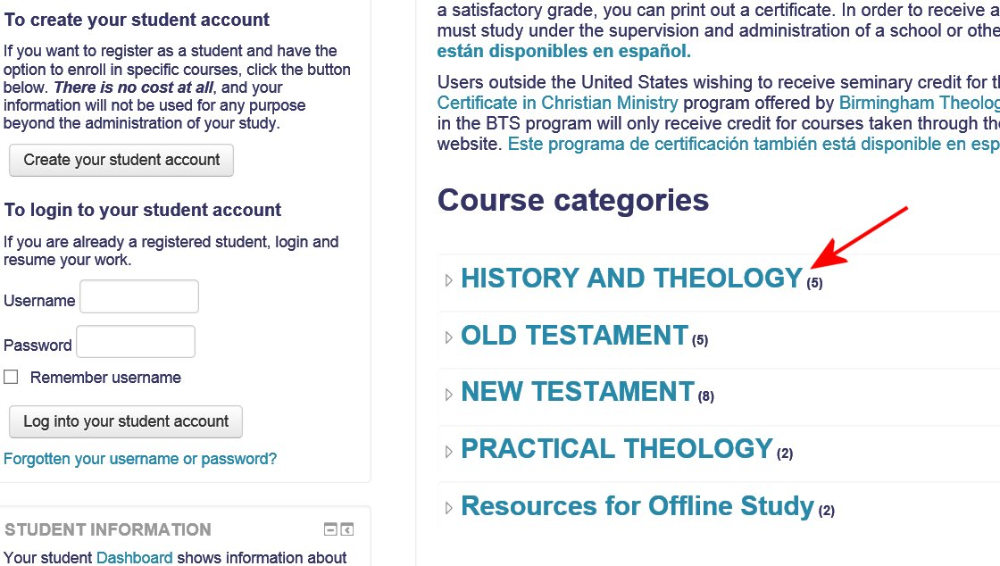 To create your student account
If you want to register as a student and have the
option to enroll in specific courses, click the button
below. There is no cost at all, and your
information will not be used for any purpose
beyond the administration of your study.
Create your student account
To login to your student account
If you are already a registered student, login and
resume your work.
Username
Password
Remember username
Log into your student account
Forgotten your username or password?
STUDENT INFORMATION
Your student Dashboard shows information about
a satisfactory grade, you can print out a certificate. In order to receive a
must study under the supervision and administration of a school or othe
están disponibles en español.
Users outside the United States wishing to receive seminary credit for t
Certificate in Christian Ministry program offered by Birmingham Theolog
in the BTS program will only receive credit for courses taken through the
website. Este programa de certificación también está disponible en esp
Course categories
HISTORY AND THEOLOGY (5)
OLD TESTAMENT (5)
NEW TESTAMENT (8)
PRACTICAL THEOLOGY (2)
Resources for Offline Study (2)